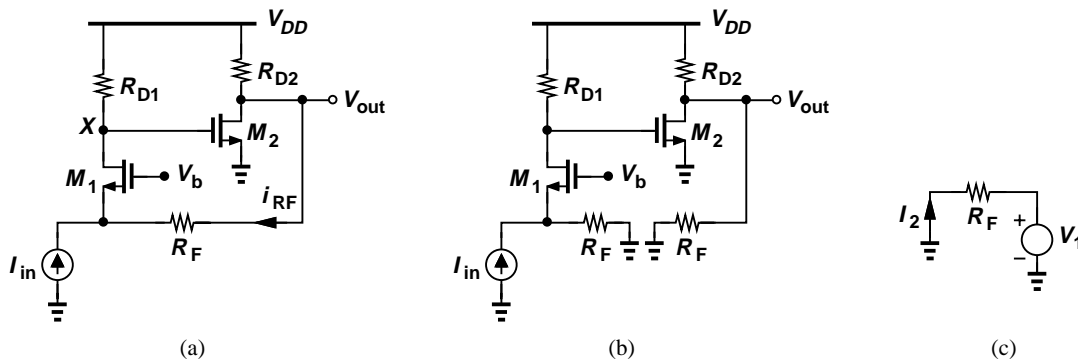 V_DD
R_D1
R_D2
V_out
X
M_2
M_1
V_b
i_RF
R_F
I_in
(a)
V_DD
R_D1
R_D2
V_out
M_2
M_1
V_b
R_F
R_F
I_in
(b)
I_2
R_F
+
−
V_1
(c)